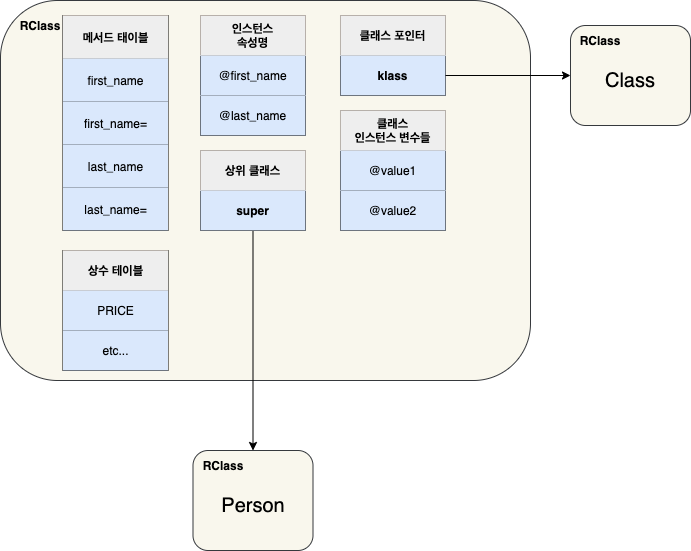 RClass
메서드 태이블
first_name
first_name=
last_name
last_name=
인스턴스
속성명
@first_name
@last_name
클래스 포인터
klass
RClass
Class
상위 클래스
super
클래스
인스턴스 변수들
@value1
@value2
상수 테이블
PRICE
etc...
RClass
Person